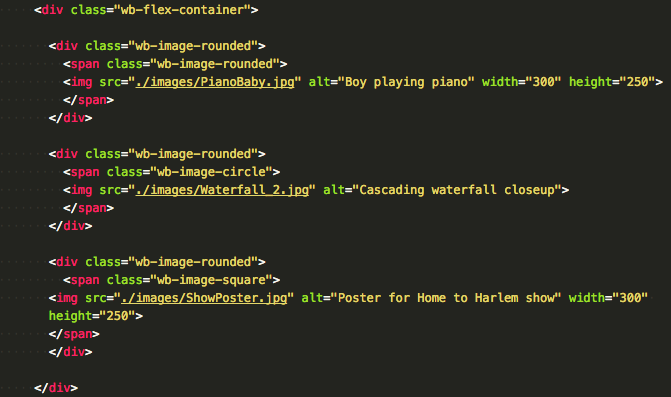 <div class="wb-flex-container">
<div class="wb-image-rounded">
<span class="wb-image-rounded">
<img src="./images/PianoBaby.jpg" alt="Boy playing piano" width="300" height="250">
</span>
</div>
<div class="wb-image-rounded">
<span class="wb-image-circle">
<img src="./images/Waterfall_2.jpg" alt="Cascading waterfall closeup">
</span>
</div>
<div class="wb-image-rounded">
<span class="wb-image-square">
<img src="./images/ShowPoster.jpg" alt="Poster for Home to Harlem show" width="300"
height="250">
</span>
</div>
</div>